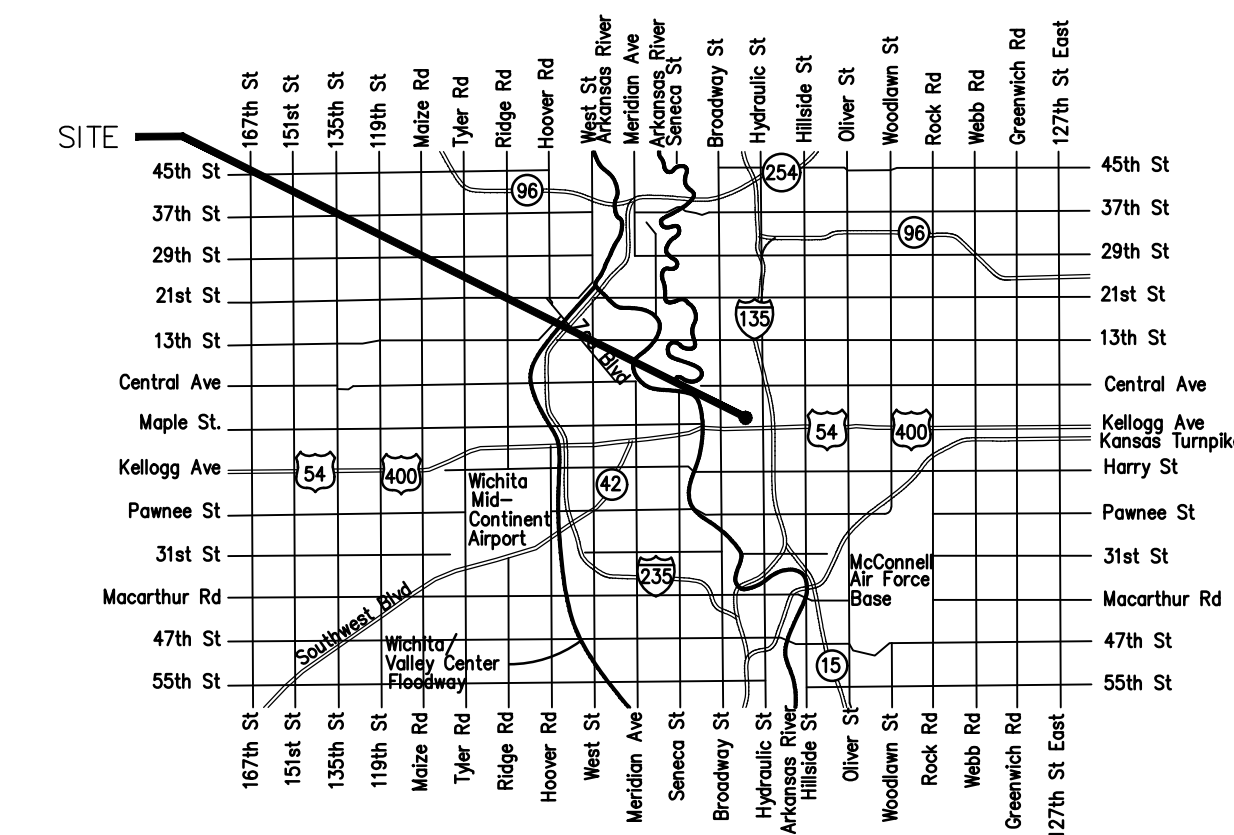 167th St
151st St
135th St
119th St
Maize Rd
Tyler Rd
Ridge Rd
Hoover Rd
West St
Arkansas River
Meridian Ave
Arkansas River
Seneca St
Broadway St
Hydraulic St
Hillside St
Oliver St
Woodlawn St
Rock Rd
Webb Rd
Greenwich Rd
127th St East
SITE
45th St
37th St
29th St
21st St
13th St
Central Ave
Maple St.
Kellogg Ave
Pawnee St
31st St
Macarthur Rd
47th St
55th St
96
254
96
135
Blvd
54
400
54
400
42
Wichita
Mid-
Continent
Airport
235
McConnell
Air Force
Base
Southwest Blvd
Wichita/
Valley Center
Floodway
15
45th St
37th St
29th St
21st St
13th St
Central Ave
Kellogg Ave
Kansas Turnpik
Harry St
Pawnee St
31st St
Macarthur Rd
47th St
55th St
167th St
151st St
135th St
119th St
Maize Rd
Tyler Rd
Ridge Rd
Hoover Rd
West St
Meridian Ave
Seneca St
Broadway St
Hydraulic St
Arkansas River
Hillside St
Oliver St
Woodlawn St
Rock Rd
Webb Rd
Greenwich Rd
127th St East